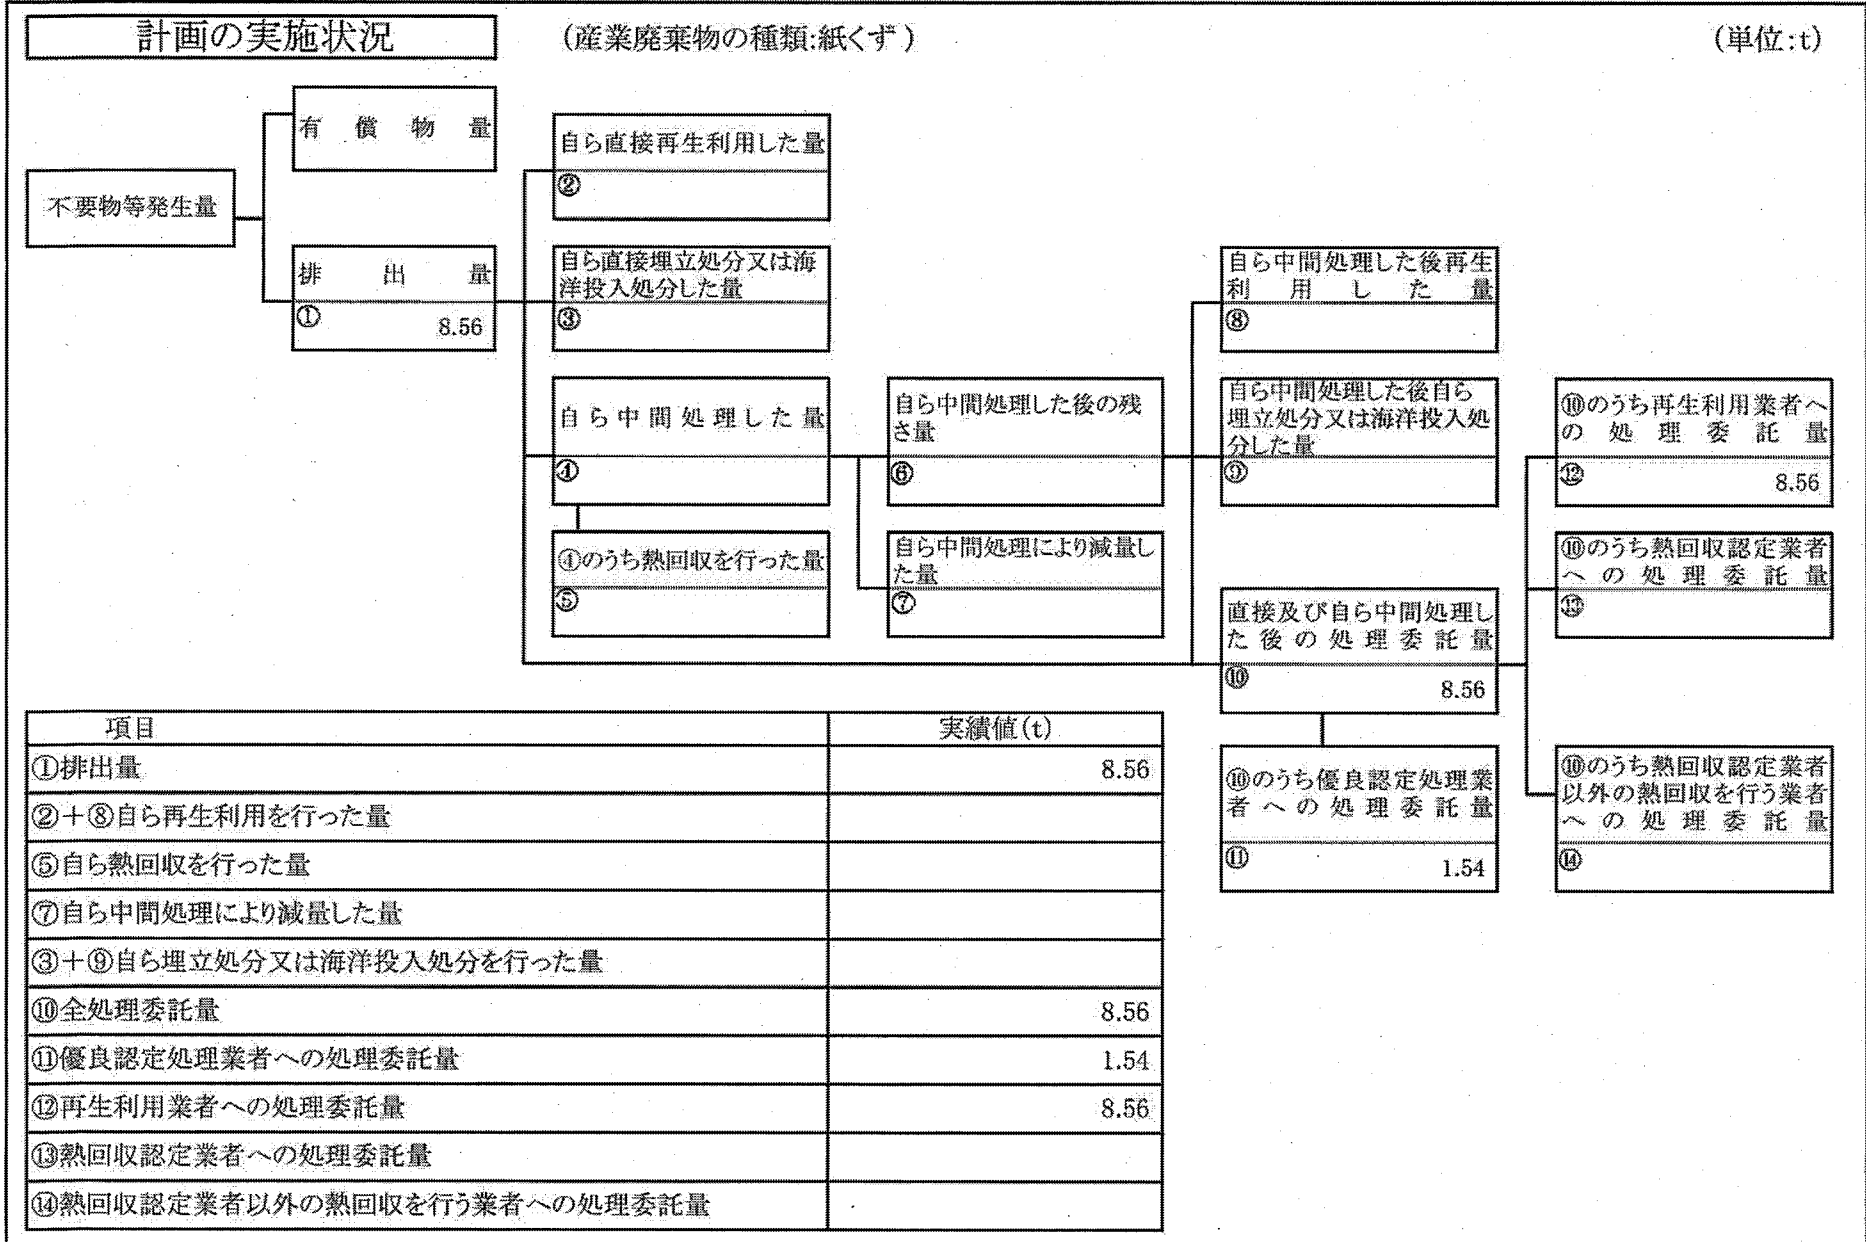 計画の実施状況
(産業廃棄物の種類:紙くず)
(単位:t)
有償物量
不要物等発生量
排出量
① 8.56
自ら直接再生利用した量
②
自ら直接埋立処分又は海
洋投入処分した量
③
自ら中間処理した量
④
④のうち熱回収を行った量
⑤
自ら中間処理した後の残
さ量
⑥
自ら中間処理により減量し
た量
⑦
自ら中間処理した後再生
利用した量
⑧
自ら中間処理した後自ら
埋立処分又は海洋投入処
分した量
⑨
直接及び自ら中間処理し
た後の処理委託量
⑩ 8.56
⑩のうち優良認定処理業
者への処理委託量
⑪ 1.54
⑩のうち再生利用業者へ
の処理委託量
⑫ 8.56
⑩のうち熱回収認定業者
への処理委託量
⑬
⑩のうち熱回収認定業者
以外の熱回収を行う業者
への処理委託量
⑭
項目 実績値(t)
①排出量 8.56
②+⑧自ら再生利用を行った量
⑤自ら熱回収を行った量
⑦自ら中間処理により減量した量
③+⑨自ら埋立処分又は海洋投入処分を行った量
⑩全処理委託量 8.56
⑪優良認定処理業者への処理委託量 1.54
⑫再生利用業者への処理委託量 8.56
⑬熱回収認定業者への処理委託量
⑭熱回収認定業者以外の熱回収を行う業者への処理委託量